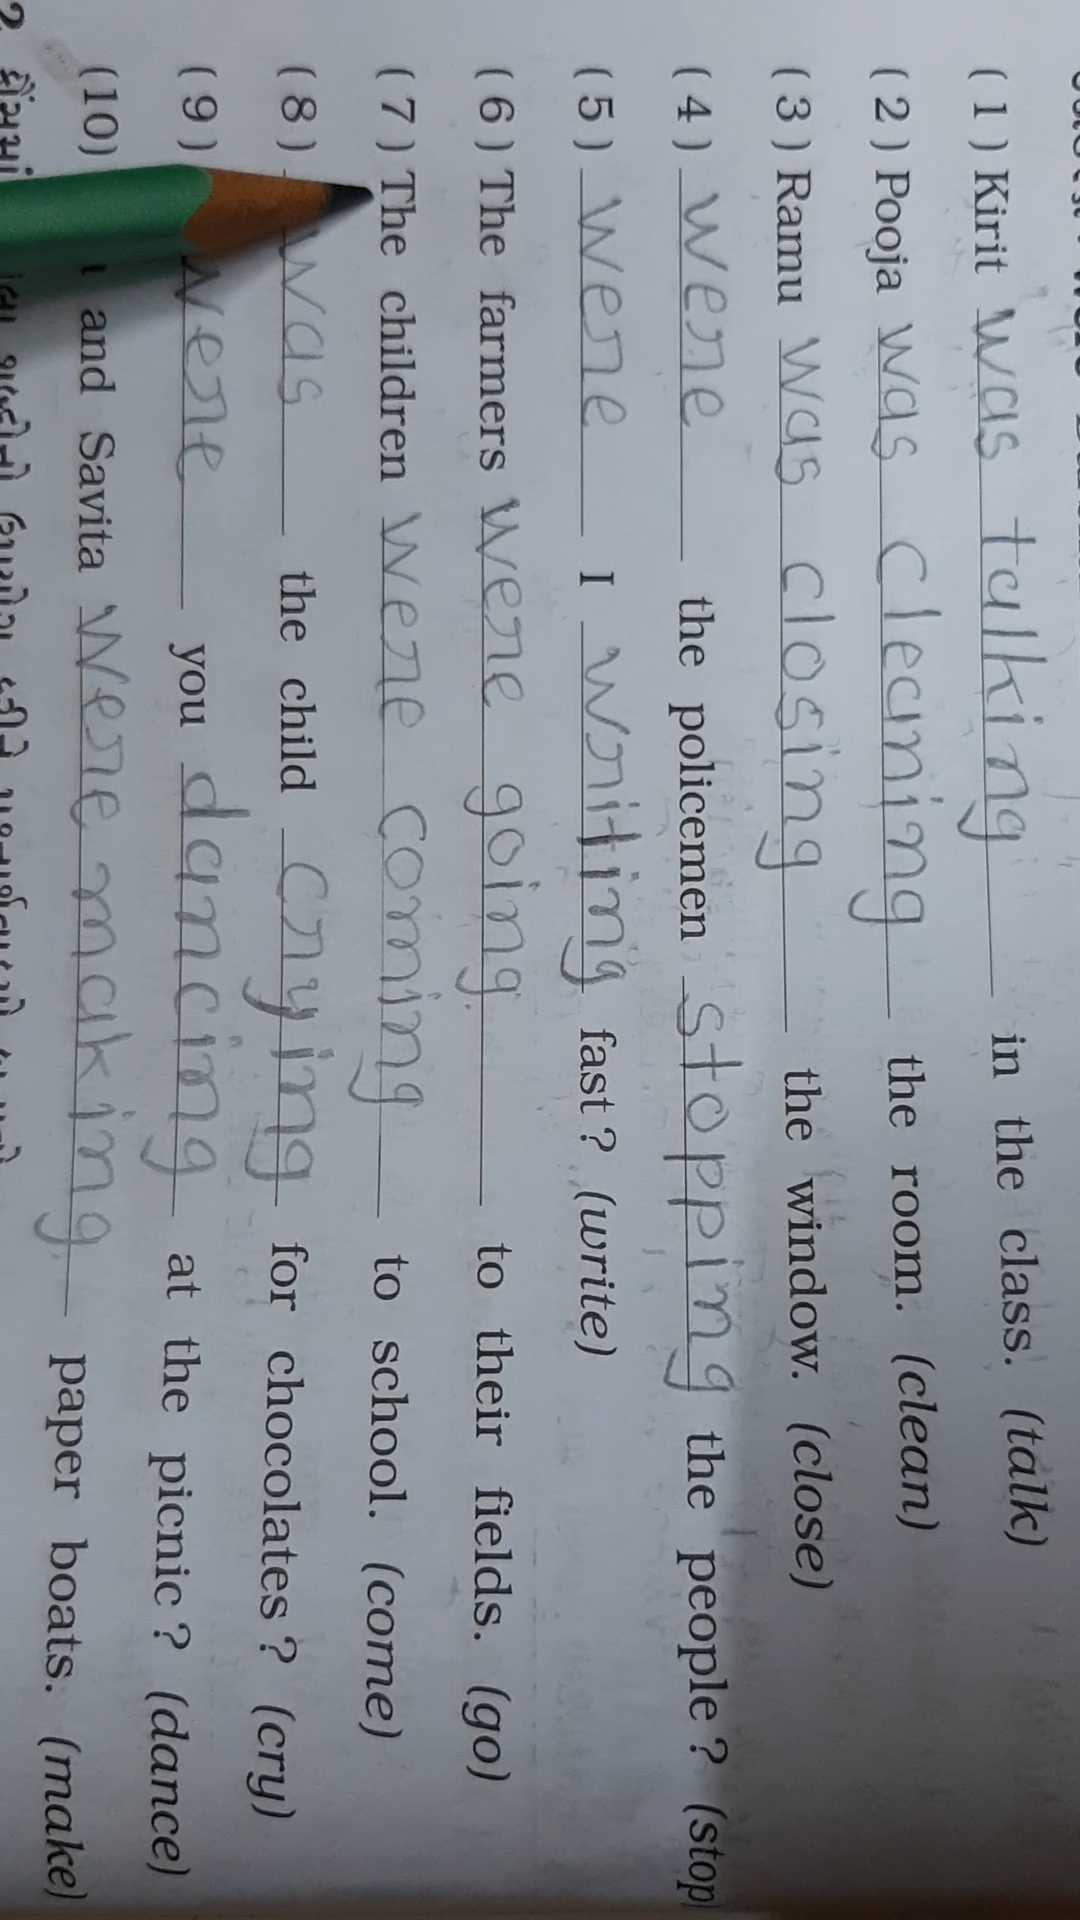 (1) Kirit was talking in the class. (talk)
(2) Pooja was cleaning the room. (clean)
(3) Ramu was closing the window. (close)
(4) were the policemen stopping the people ? (stop
(5) were I writing fast ? (write)
(6) The farmers were going to their fields. (go)
(7) The children were coming to school. (come)
(8) was the child crying for chocolates ? (cry)
(9) were you dancing at the picnic ? (dance)
(10) and Savita were making paper boats. (make)
2.